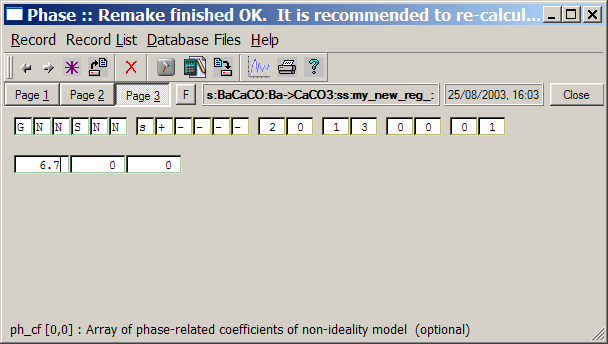 Phase :: Remake finished OK.  It is recommended to re-calcul...
Record Record List Database Files Help
Page 1 Page 2 Page 3 F s:BaCaCO:Ba->CaCO3:ss:my_new_reg_: 25/08/2003, 16:03 Close
G N N S N N s + - - - - 2 0 1 3 0 0 0 1
6.7 0 0
ph_cf [0,0] : Array of phase-related coefficients of non-ideality model  (optional)